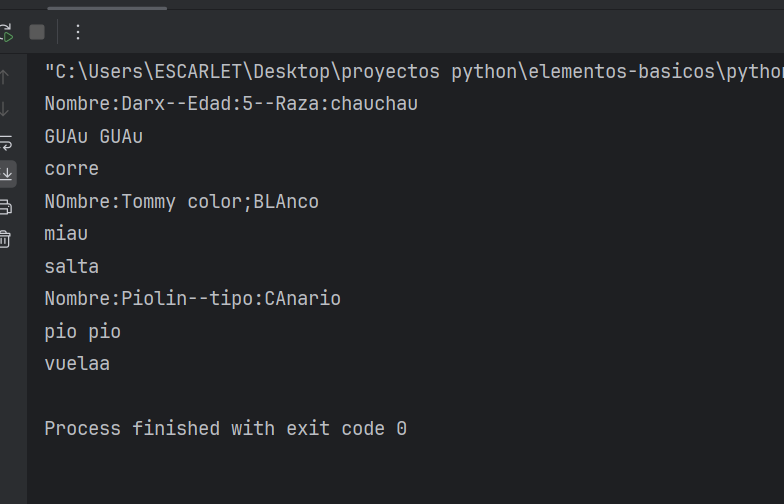 "C:\Users\ESCARLET\Desktop\proyectos python\elementos-basicos\python
Nombre:Darx--Edad:5--Raza:chauchau
GUAu GUAu
corre
NOmbre:Tommy color;BLAnco
miau
salta
Nombre:Piolin--tipo:CAnario
pio pio
vuelaa
Process finished with exit code 0